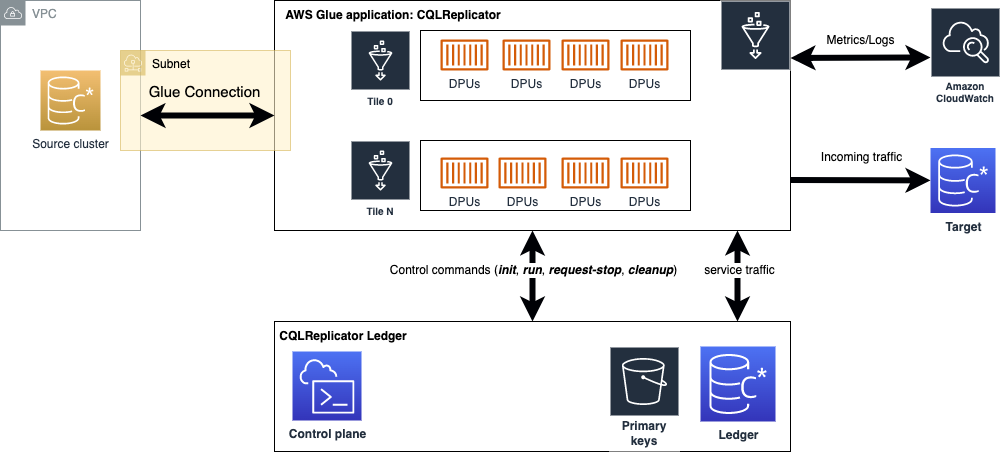 VPC
AWS Glue application: CQLReplicator
Subnet
Glue Connection
C*
Source cluster
Tile 0
DPUs DPUs DPUs DPUs
Tile N
DPUs DPUs DPUs DPUs
Metrics/Logs
Amazon
CloudWatch
Incoming traffic
C*
Target
Control commands (init, run, request-stop, cleanup)
service traffic
CQLReplicator Ledger
Control plane
Primary
keys
C*
Ledger